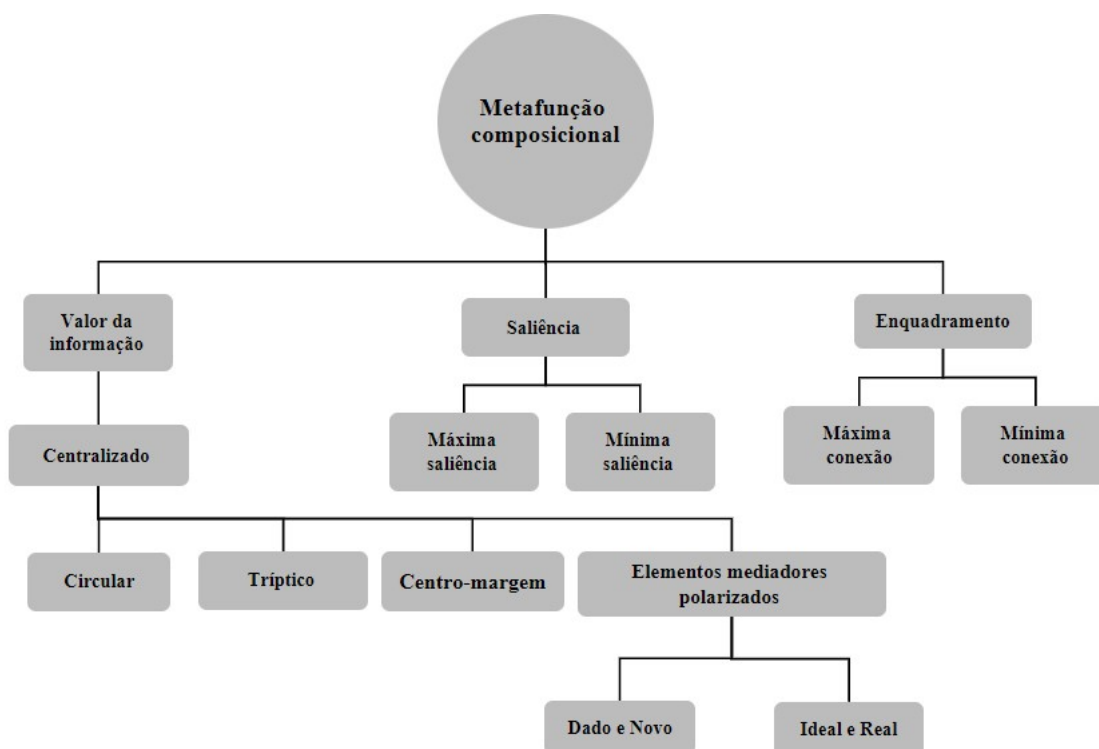 Metafunção
composicional
Valor da
informação
Saliência
Enquadramento
Centralizado
Máxima
saliência
Mínima
saliência
Máxima
conexão
Mínima
conexão
Circular
Tríptico
Centro-margem
Elementos mediadores
polarizados
Dado e Novo
Ideal e Real